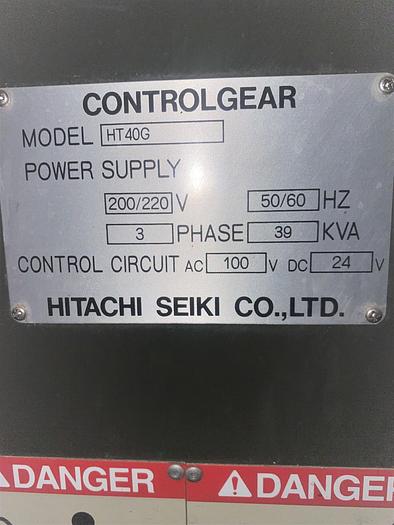 CONTROLGEAR
MODEL HT40G
POWER SUPPLY
200/220 V 50/60 HZ
3 PHASE 39 KVA
CONTROL CIRCUIT AC 100 V DC 24 V
HITACHI SEIKI CO.,LTD.
DANGER DANGER